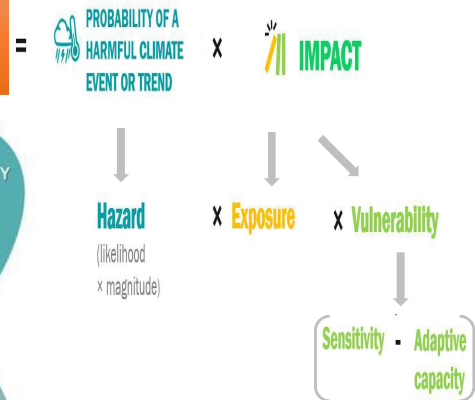 = PROBABILITY OF A
HARMFUL CLIMATE
EVENT OR TREND
× IMPACT
Hazard × Exposure × Vulnerability
(likelihood
× magnitude)
Sensitivity - Adaptive
capacity
Y